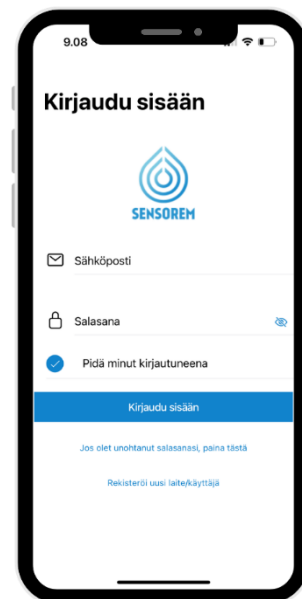 9.08
Kirjaudu sisään
SENSOREM
Sähköposti
Salasana
Pidä minut kirjautuneena
Kirjaudu sisään
Jos olet unohtanut salasanasi, paina tästä
Rekisteröi uusi laite/käyttäjä